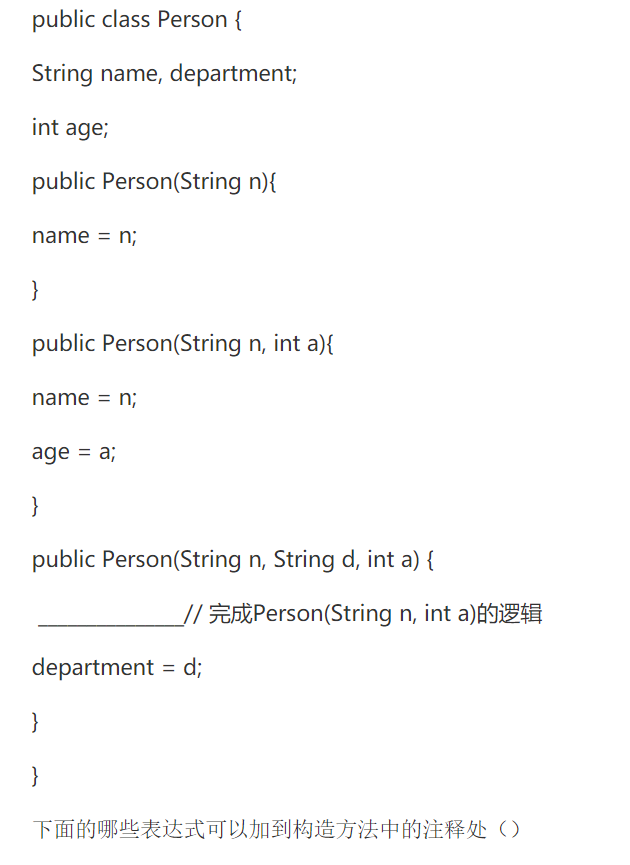 public class Person {
String name, department;
int age;
public Person(String n){
name = n;
}
public Person(String n, int a){
name = n;
age = a;
}
public Person(String n, String d, int a) {
_______________// 完成Person(String n, int a)的逻辑
department = d;
}
}
下面的哪些表达式可以加到构造方法中的注释处（）